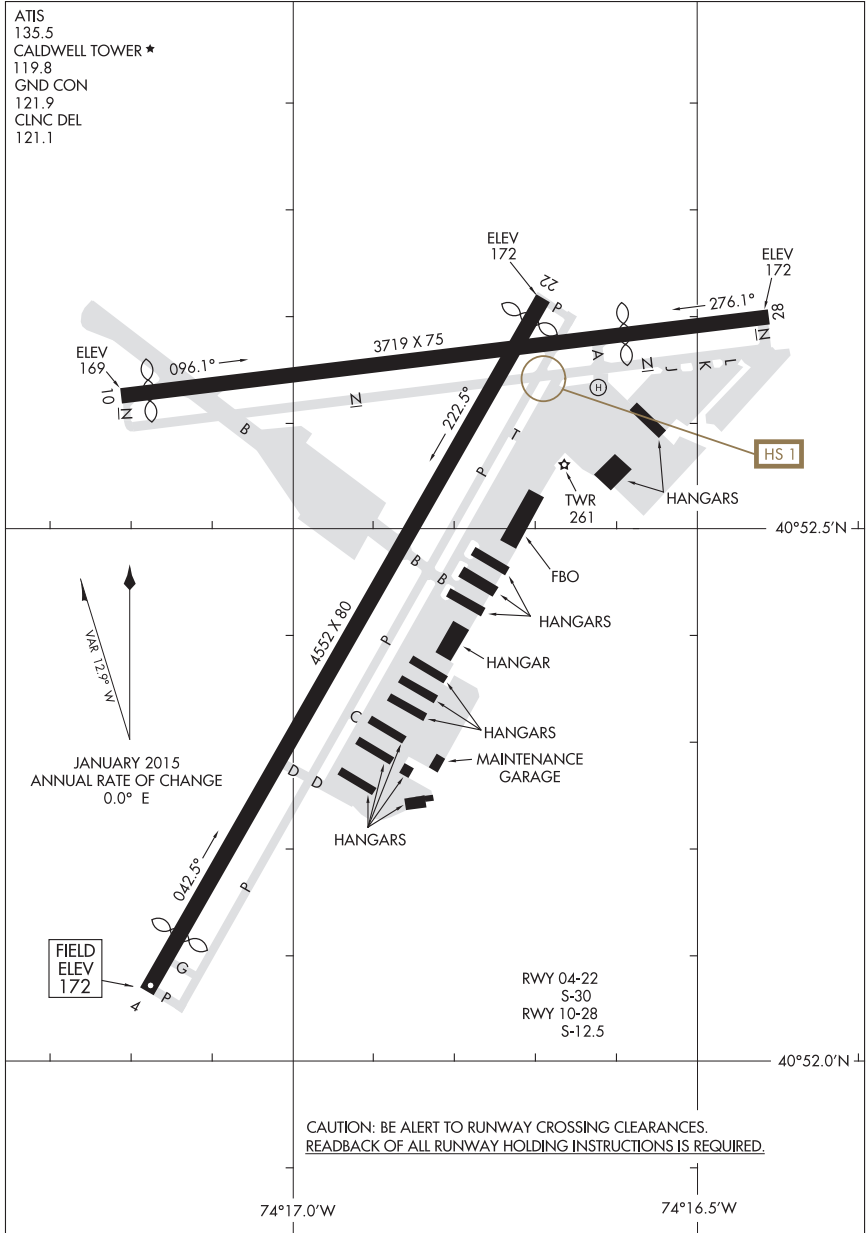 ATIS
135.5
CALDWELL TOWER ★
119.8
GND CON
121.9
CLNC DEL
121.1
ELEV
172
22
P
ELEV
172
276.1°
28
N
3719 X 75
ELEV
169
096.1°
10
N
A
N
J
K
L
H
N
B
222.5°
T
P
HS 1
TWR
261
HANGARS
40°52.5'N
FBO
B
B
HANGARS
4552 X 80
P
HANGAR
VAR 12.9° W
C
HANGARS
JANUARY 2015
ANNUAL RATE OF CHANGE
0.0° E
D
D
MAINTENANCE
GARAGE
HANGARS
042.5°
P
FIELD
ELEV
172
G
4
P
RWY 04-22
S-30
RWY 10-28
S-12.5
40°52.0'N
CAUTION: BE ALERT TO RUNWAY CROSSING CLEARANCES.
READBACK OF ALL RUNWAY HOLDING INSTRUCTIONS IS REQUIRED.
74°17.0'W
74°16.5'W